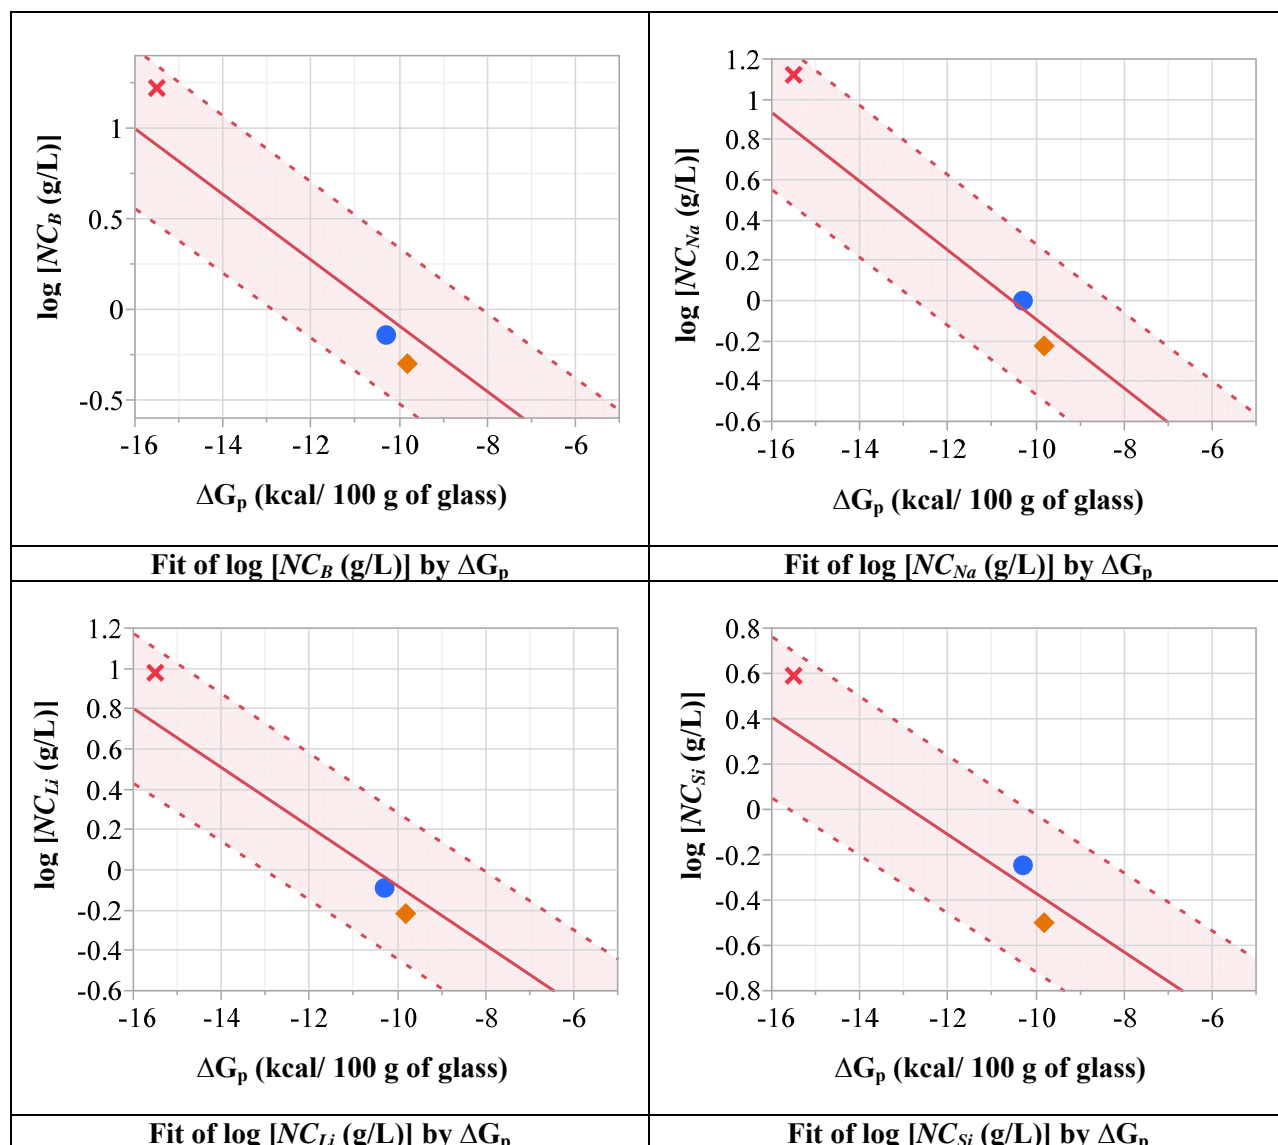 log [NC_B (g/L)]
1
0.5
0
-0.5
-16 -14 -12 -10 -8 -6
ΔG_p (kcal/ 100 g of glass)
Fit of log [NC_B (g/L)] by ΔG_p
log [NC_Na (g/L)]
1.2
1
0.8
0.6
0.4
0.2
0
-0.2
-0.4
-0.6
-16 -14 -12 -10 -8 -6
ΔG_p (kcal/ 100 g of glass)
Fit of log [NC_Na (g/L)] by ΔG_p
log [NC_Li (g/L)]
1.2
1
0.8
0.6
0.4
0.2
0
-0.2
-0.4
-0.6
-16 -14 -12 -10 -8 -6
ΔG_p (kcal/ 100 g of glass)
Fit of log [NC_Li (g/L)] by ΔG_p
log [NC_Si (g/L)]
0.8
0.6
0.4
0.2
0
-0.2
-0.4
-0.6
-0.8
-16 -14 -12 -10 -8 -6
ΔG_p (kcal/ 100 g of glass)
Fit of log [NC_Si (g/L)] by ΔG_p